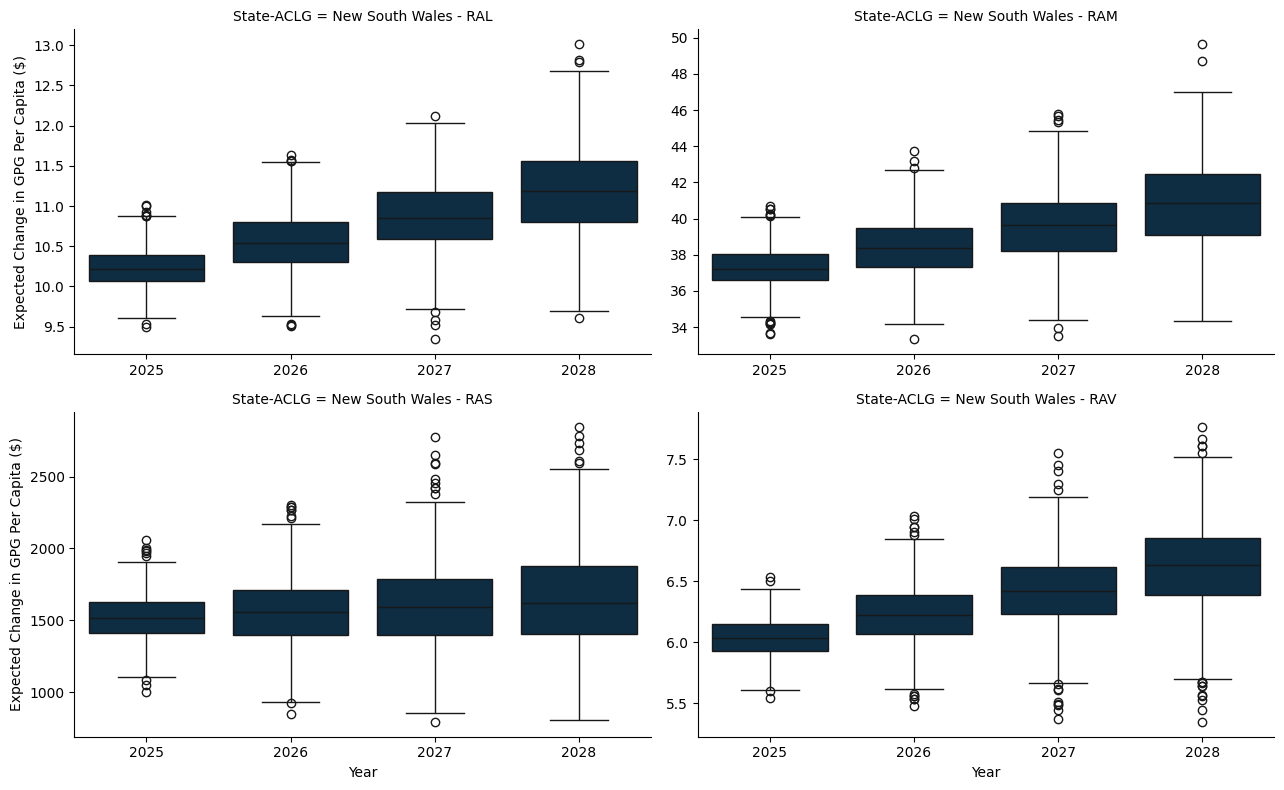 State-ACLG = New South Wales - RAL
Expected Change in GPG Per Capita ($)
13.0
12.5
12.0
11.5
11.0
10.5
10.0
9.5
2025 2026 2027 2028
State-ACLG = New South Wales - RAM
50
48
46
44
42
40
38
36
34
2025 2026 2027 2028
State-ACLG = New South Wales - RAS
Expected Change in GPG Per Capita ($)
2500
2000
1500
1000
2025 2026 2027 2028
Year
State-ACLG = New South Wales - RAV
7.5
7.0
6.5
6.0
5.5
2025 2026 2027 2028
Year